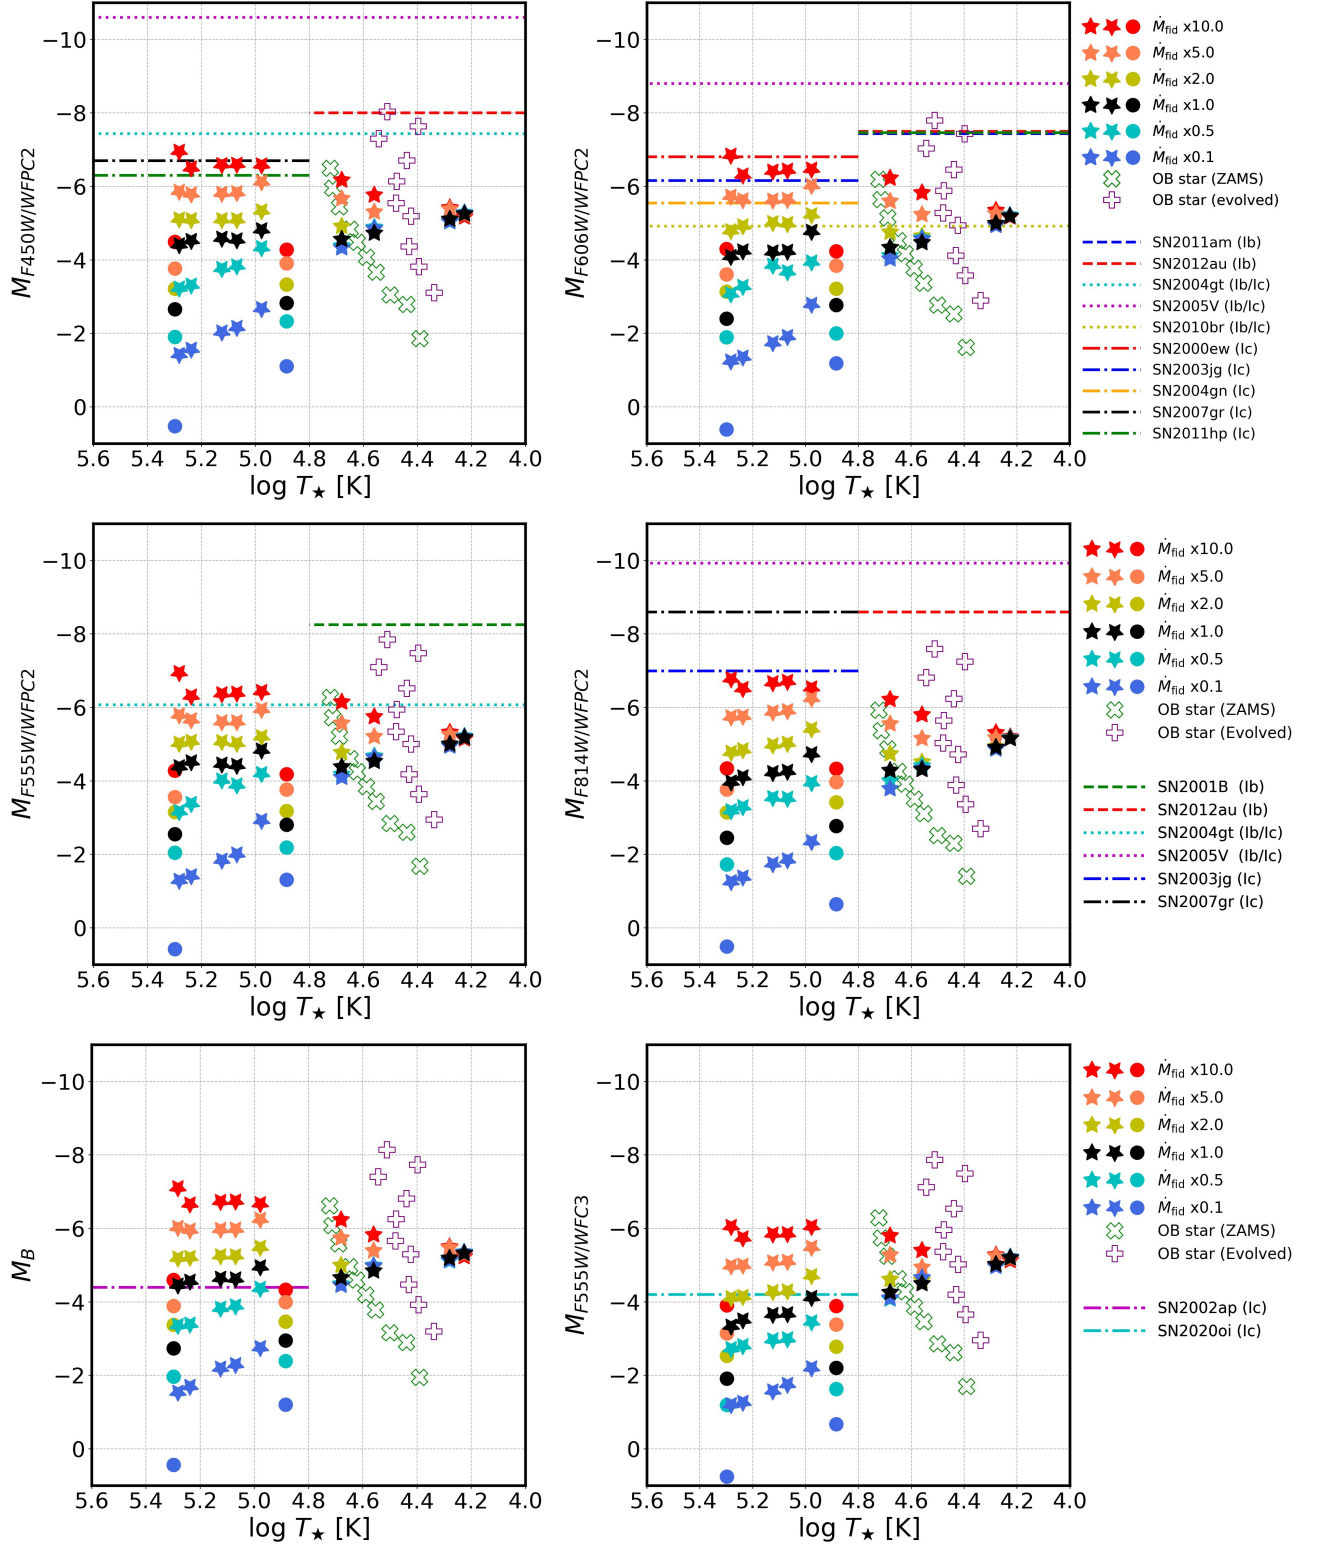 −10
−8
−6
−4
−2
0
M_F450W/WFPC2
5.6 5.4 5.2 5.0 4.8 4.6 4.4 4.2 4.0
log T★ [K]
−10
−8
−6
−4
−2
0
M_F606W/WFPC2
5.6 5.4 5.2 5.0 4.8 4.6 4.4 4.2 4.0
log T★ [K]
Ṁfid x10.0
Ṁfid x5.0
Ṁfid x2.0
Ṁfid x1.0
Ṁfid x0.5
Ṁfid x0.1
OB star (ZAMS)
OB star (evolved)
SN2011am (Ib)
SN2012au (Ib)
SN2004gt (Ib/Ic)
SN2005V (Ib/Ic)
SN2010br (Ib/Ic)
SN2000ew (Ic)
SN2003jg (Ic)
SN2004gn (Ic)
SN2007gr (Ic)
SN2011hp (Ic)
−10
−8
−6
−4
−2
0
M_F555W/WFPC2
5.6 5.4 5.2 5.0 4.8 4.6 4.4 4.2 4.0
log T★ [K]
−10
−8
−6
−4
−2
0
M_F814W/WFPC2
5.6 5.4 5.2 5.0 4.8 4.6 4.4 4.2 4.0
log T★ [K]
Ṁfid x10.0
Ṁfid x5.0
Ṁfid x2.0
Ṁfid x1.0
Ṁfid x0.5
Ṁfid x0.1
OB star (ZAMS)
OB star (Evolved)
SN2001B (Ib)
SN2012au (Ib)
SN2004gt (Ib/Ic)
SN2005V (Ib/Ic)
SN2003jg (Ic)
SN2007gr (Ic)
−10
−8
−6
−4
−2
0
M_B
5.6 5.4 5.2 5.0 4.8 4.6 4.4 4.2 4.0
log T★ [K]
−10
−8
−6
−4
−2
0
M_F555W/WFC3
5.6 5.4 5.2 5.0 4.8 4.6 4.4 4.2 4.0
log T★ [K]
Ṁfid x10.0
Ṁfid x5.0
Ṁfid x2.0
Ṁfid x1.0
Ṁfid x0.5
Ṁfid x0.1
OB star (ZAMS)
OB star (Evolved)
SN2002ap (Ic)
SN2020oi (Ic)